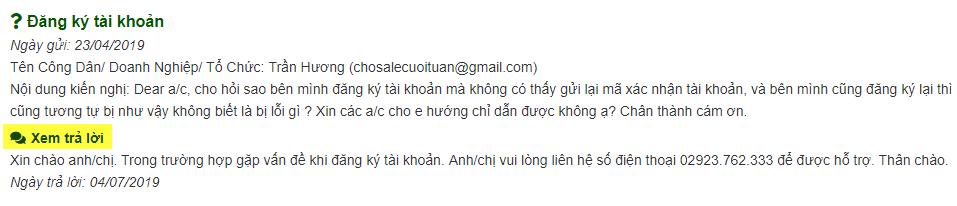 Đăng ký tài khoản
Ngày gửi: 23/04/2019
Tên Công Dân/ Doanh Nghiệp/ Tổ Chức: Trần Hương (chosalecuoituan@gmail.com)
Nội dung kiến nghị: Dear a/c, cho hỏi sao bên mình đăng ký tài khoản mà không có thấy gửi lại mã xác nhận tài khoản, và bên mình cũng đăng ký lại thì
cũng tương tự bị như vậy không biết là bị lỗi gì ? Xin các a/c cho e hướng chỉ dẫn được không ạ? Chân thành cám ơn.
Xem trả lời
Xin chào anh/chị. Trong trường hợp gặp vấn đề khi đăng ký tài khoản. Anh/chị vui lòng liên hệ số điện thoại 02923.762.333 để được hỗ trợ. Thân chào.
Ngày trả lời: 04/07/2019